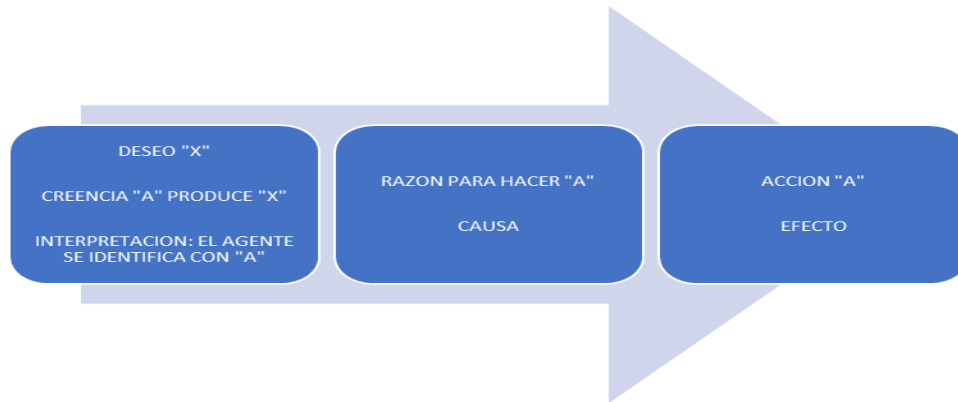 DESEO "X"
CREENCIA "A" PRODUCE "X"
INTERPRETACION: EL AGENTE
SE IDENTIFICA CON "A"
RAZON PARA HACER "A"
CAUSA
ACCION "A"
EFECTO